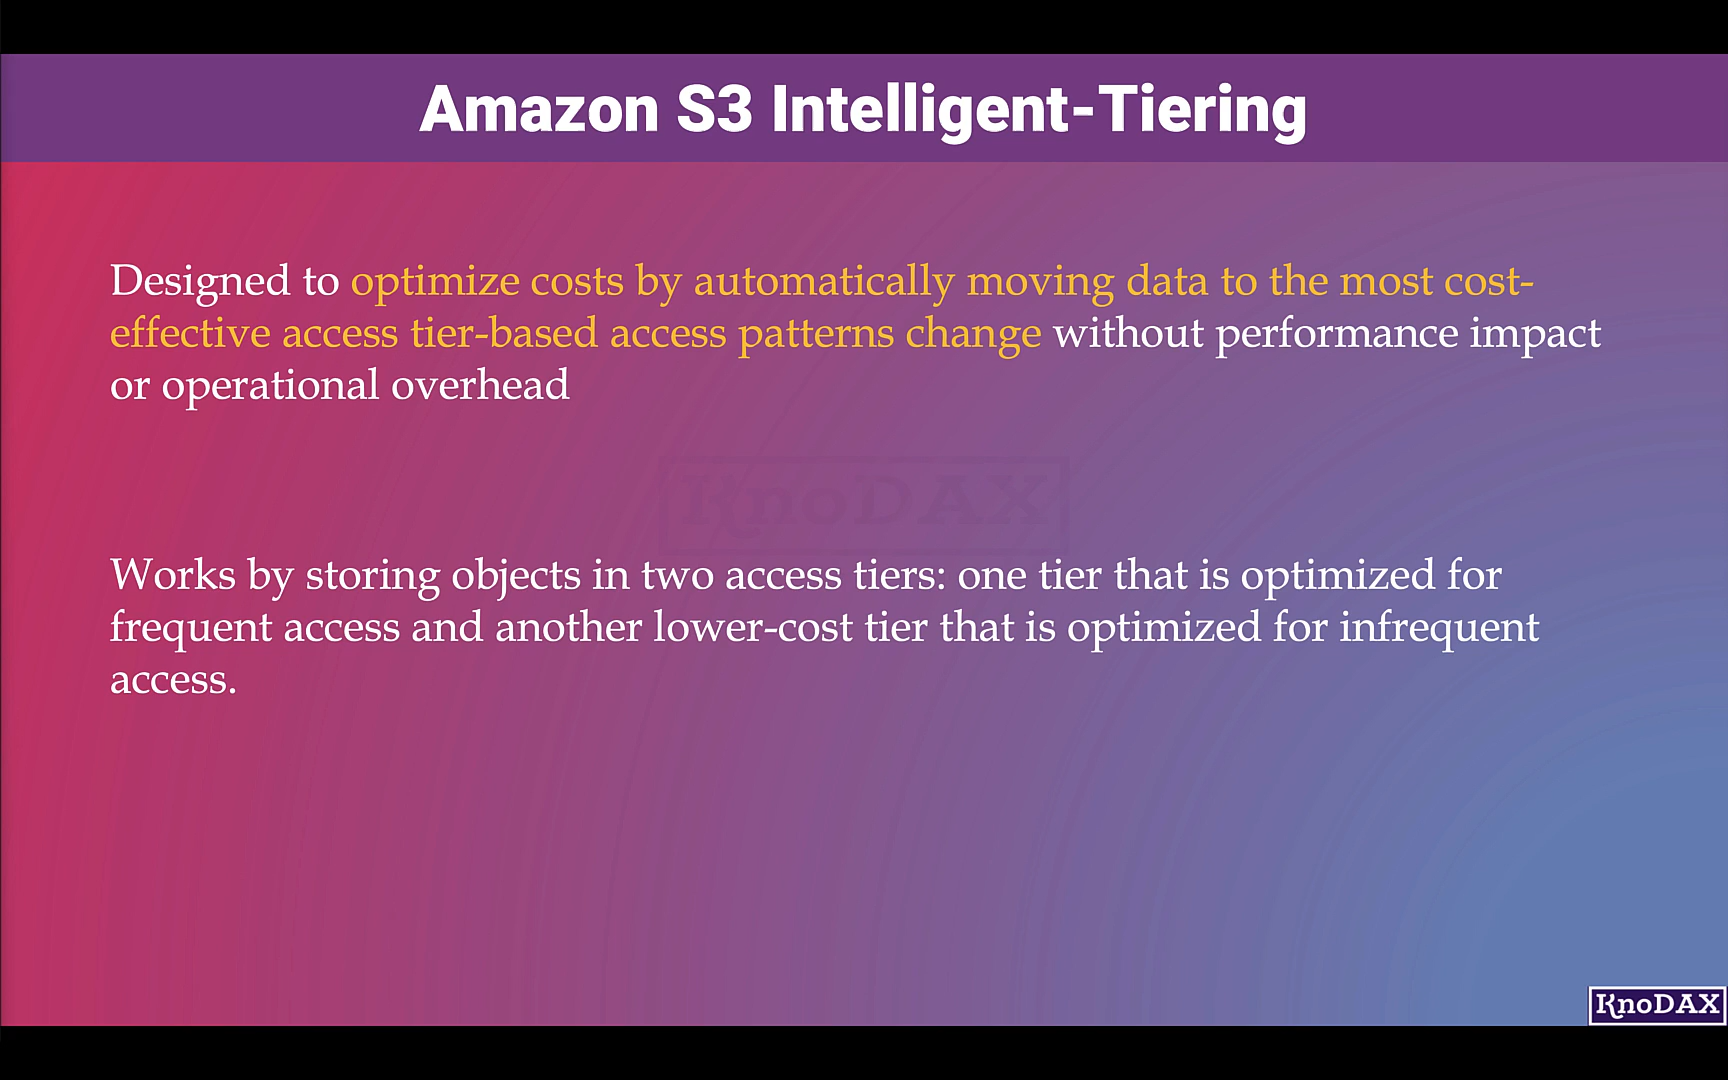 Amazon S3 Intelligent-Tiering
Designed to optimize costs by automatically moving data to the most cost-
effective access tier-based access patterns change without performance impact
or operational overhead
KnoDAX
Works by storing objects in two access tiers: one tier that is optimized for
frequent access and another lower-cost tier that is optimized for infrequent
access.
KnoDAX